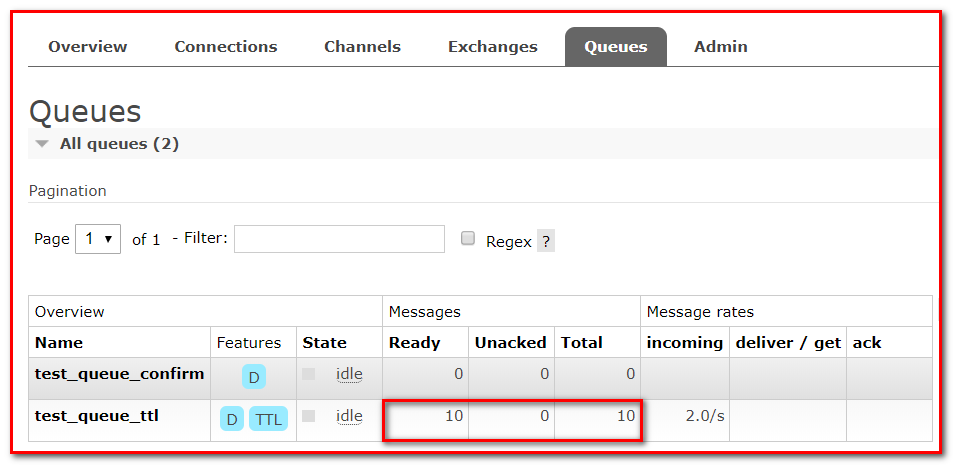 Overview Connections Channels Exchanges Queues Admin
Queues
All queues (2)
Pagination
Page 1 of 1 - Filter: Regex ?
Overview Messages Message rates
Name Features State Ready Unacked Total incoming deliver / get ack
test_queue_confirm D idle 0 0 0
test_queue_ttl D TTL idle 10 0 10 2.0/s